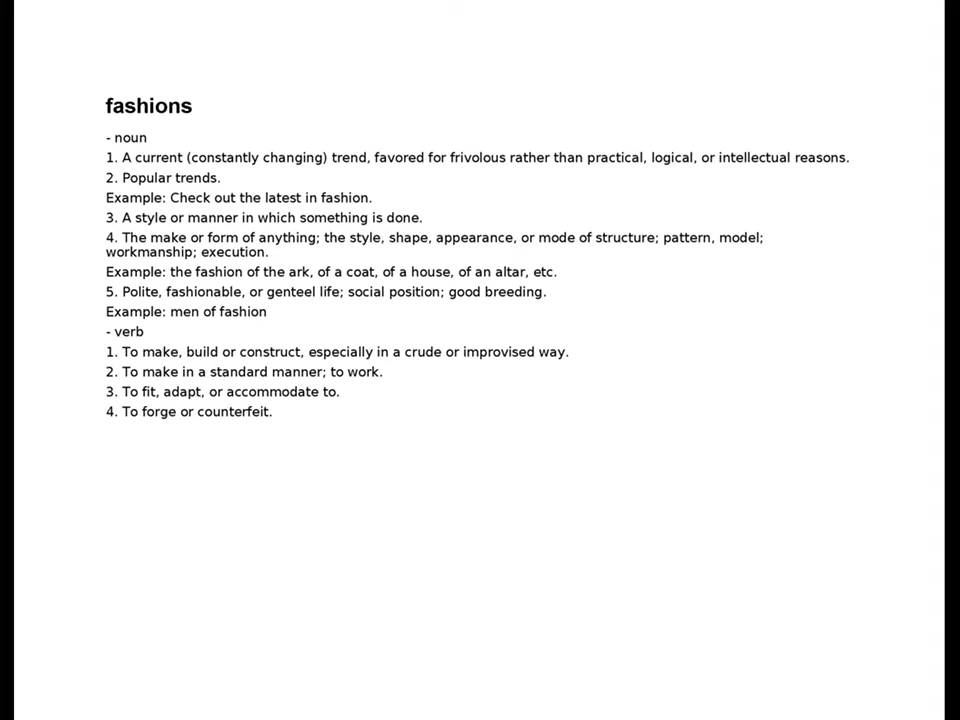 fashions
- noun
1. A current (constantly changing) trend, favored for frivolous rather than practical, logical, or intellectual reasons.
2. Popular trends.
Example: Check out the latest in fashion.
3. A style or manner in which something is done.
4. The make or form of anything; the style, shape, appearance, or mode of structure; pattern, model;
workmanship; execution.
Example: the fashion of the ark, of a coat, of a house, of an altar, etc.
5. Polite, fashionable, or genteel life; social position; good breeding.
Example: men of fashion
- verb
1. To make, build or construct, especially in a crude or improvised way.
2. To make in a standard manner; to work.
3. To fit, adapt, or accommodate to.
4. To forge or counterfeit.